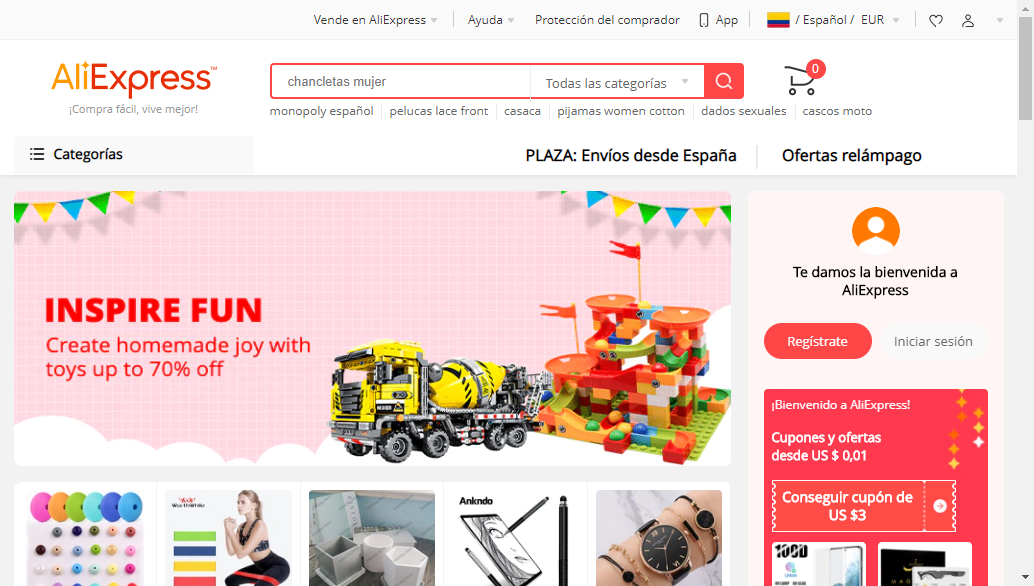 Vende en AliExpress
Ayuda
Protección del comprador
App
/ Español / EUR
AliExpress™
¡Compra fácil, vive mejor!
chancletas mujer
Todas las categorías
0
monopoly español
pelucas lace front
casaca
pijamas women cotton
dados sexuales
cascos moto
Categorías
PLAZA: Envíos desde España
Ofertas relámpago
INSPIRE FUN
Create homemade joy with
toys up to 70% off
Te damos la bienvenida a
AliExpress
Regístrate
Iniciar sesión
¡Bienvenido a AliExpress!
Cupones y ofertas
desde US $ 0,01
Conseguir cupón de
US $3
Worthwhile
Ankndo